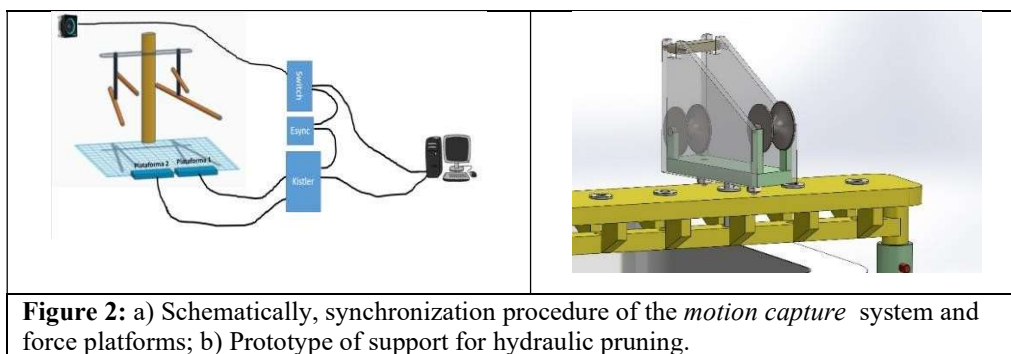 Switch
Esync
Kistler
Plataforma 2 Plataforma 1
Figure 2: a) Schematically, synchronization procedure of the motion capture system and
force platforms; b) Prototype of support for hydraulic pruning.